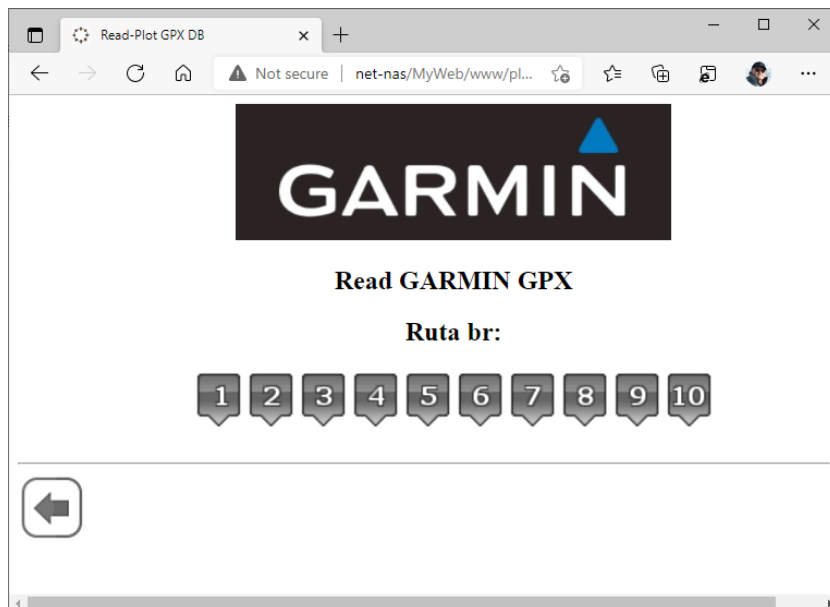 Read-Plot GPX DB
Not secure | net-nas/MyWeb/www/pl...
GARMIN
Read GARMIN GPX
Ruta br:
1 2 3 4 5 6 7 8 9 10